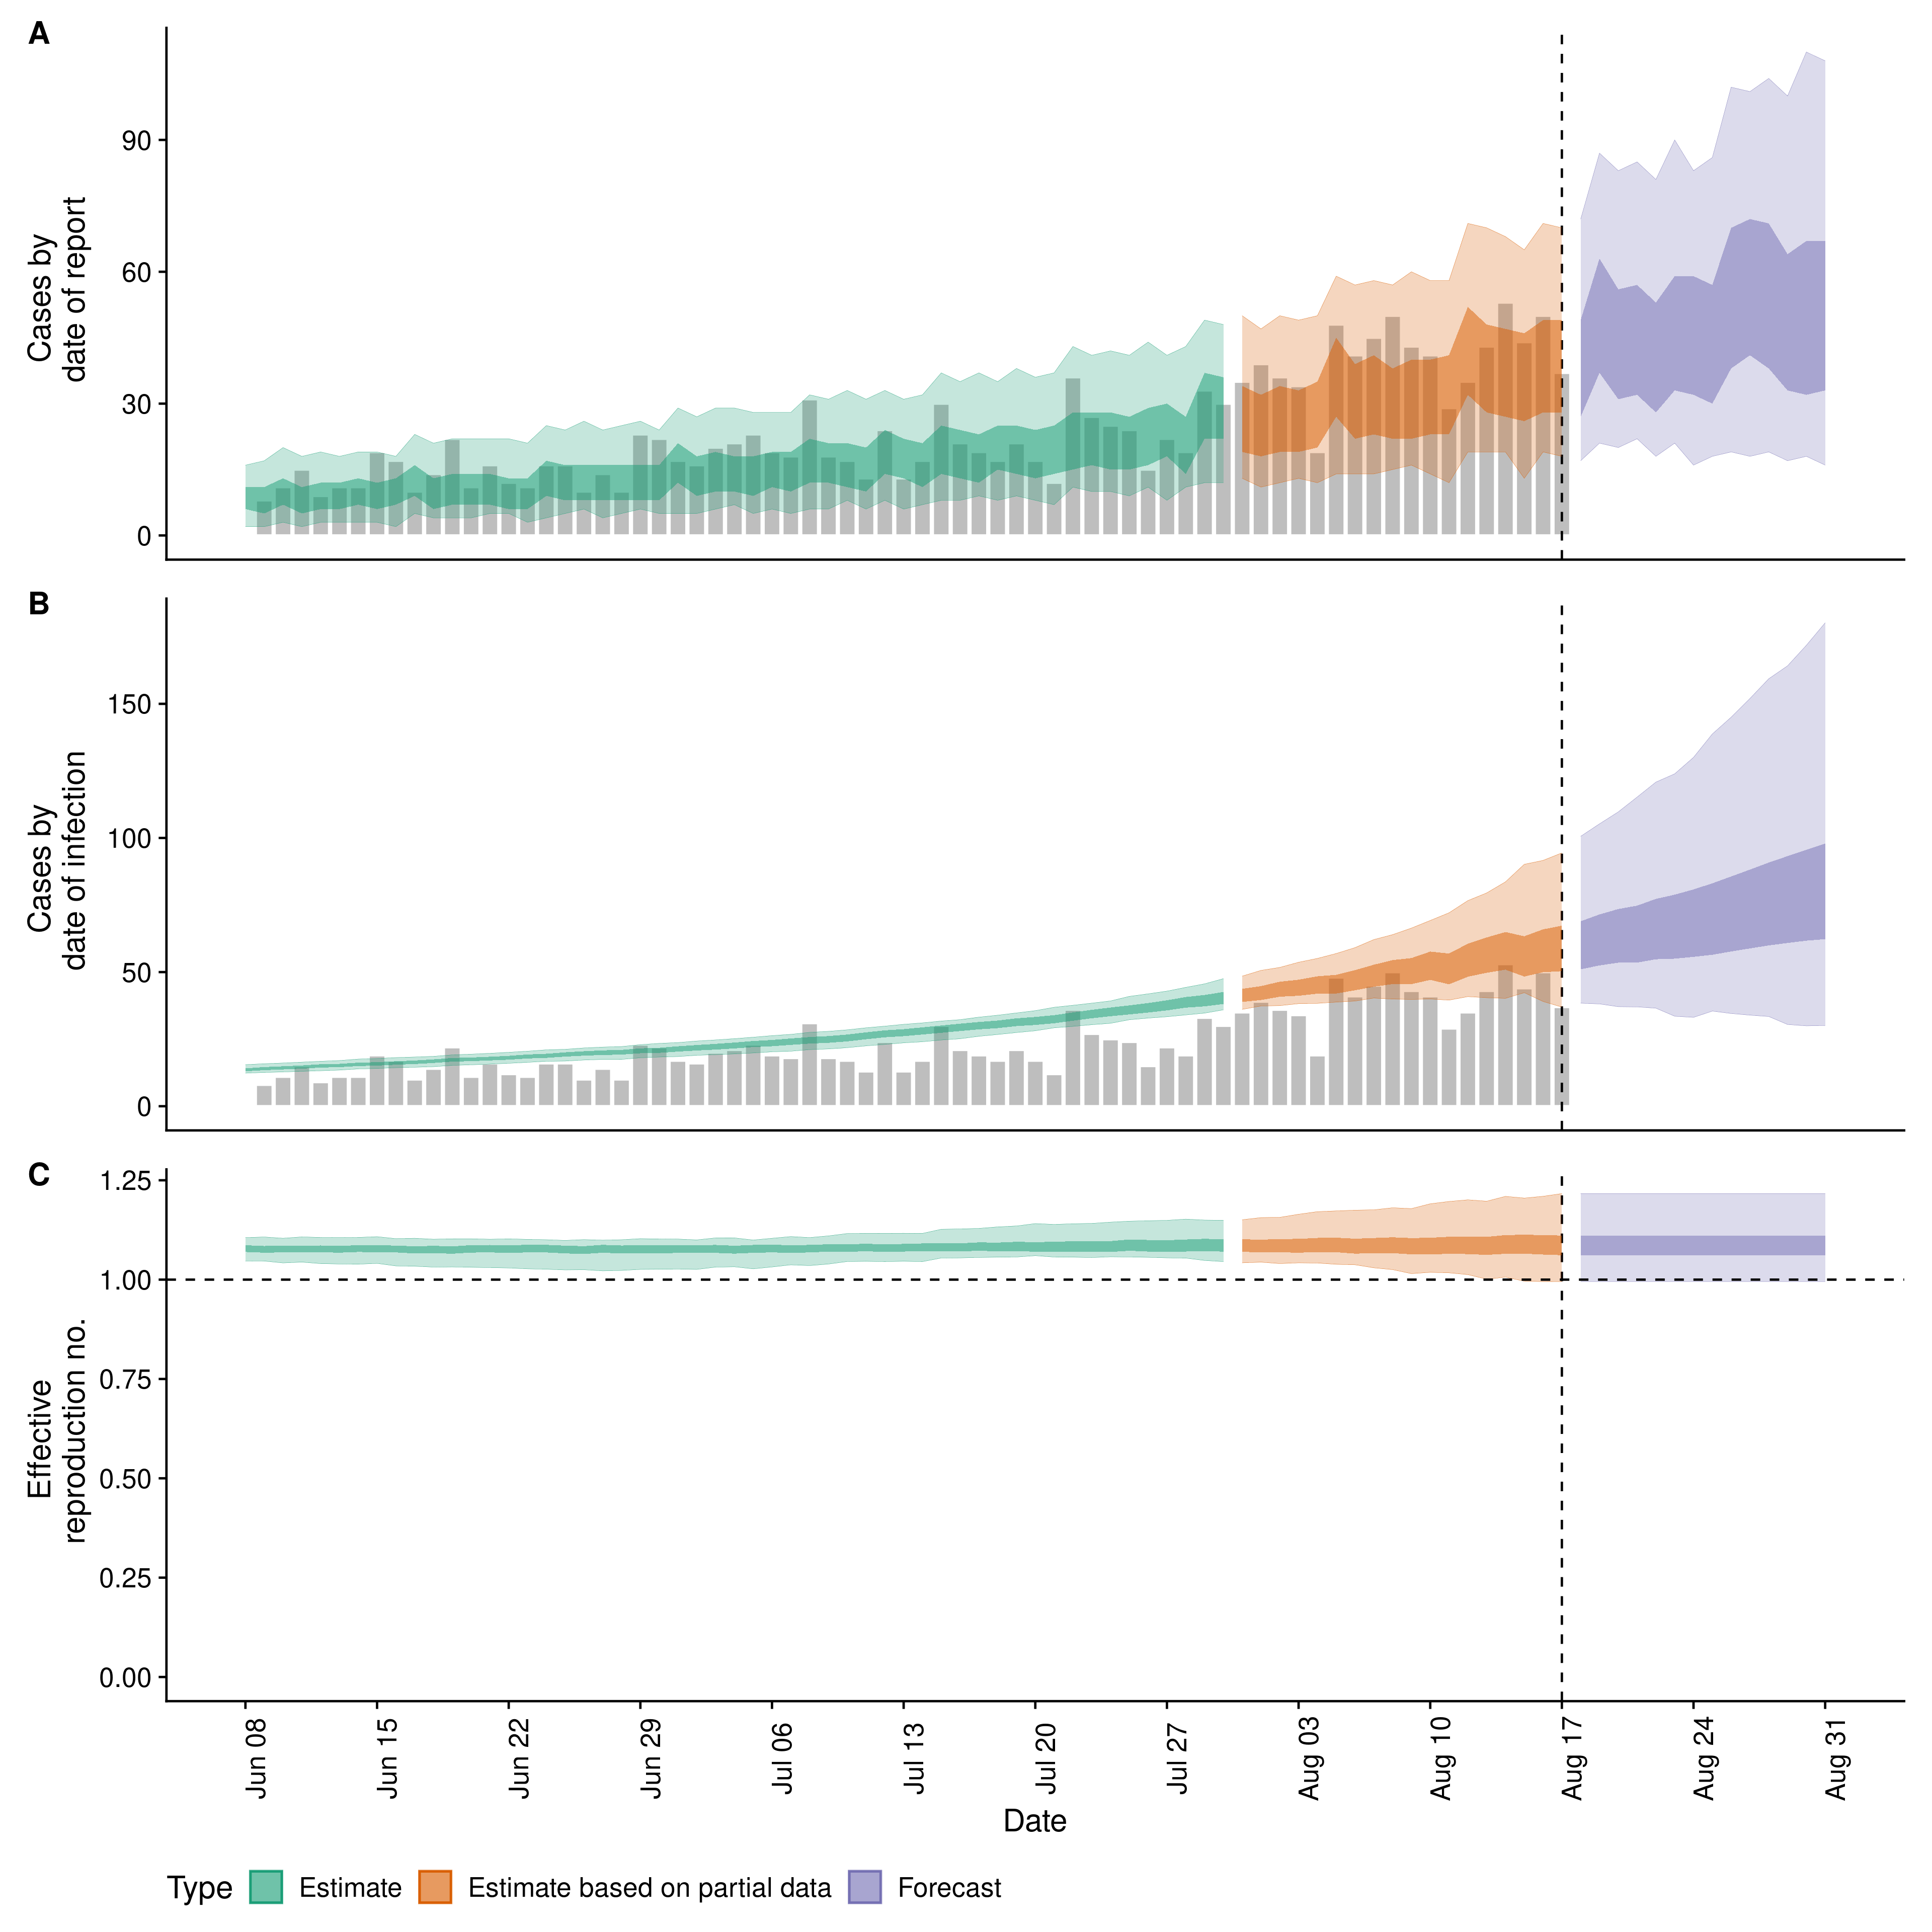 A
Cases by
date of report
90
60
30
0
B
Cases by
date of infection
150
100
50
0
C
Effective
reproduction no.
1.25
1.00
0.75
0.50
0.25
0.00
Jun 08
Jun 15
Jun 22
Jun 29
Jul 06
Jul 13
Jul 20
Jul 27
Aug 03
Aug 10
Aug 17
Aug 24
Aug 31
Date
Type Estimate Estimate based on partial data Forecast